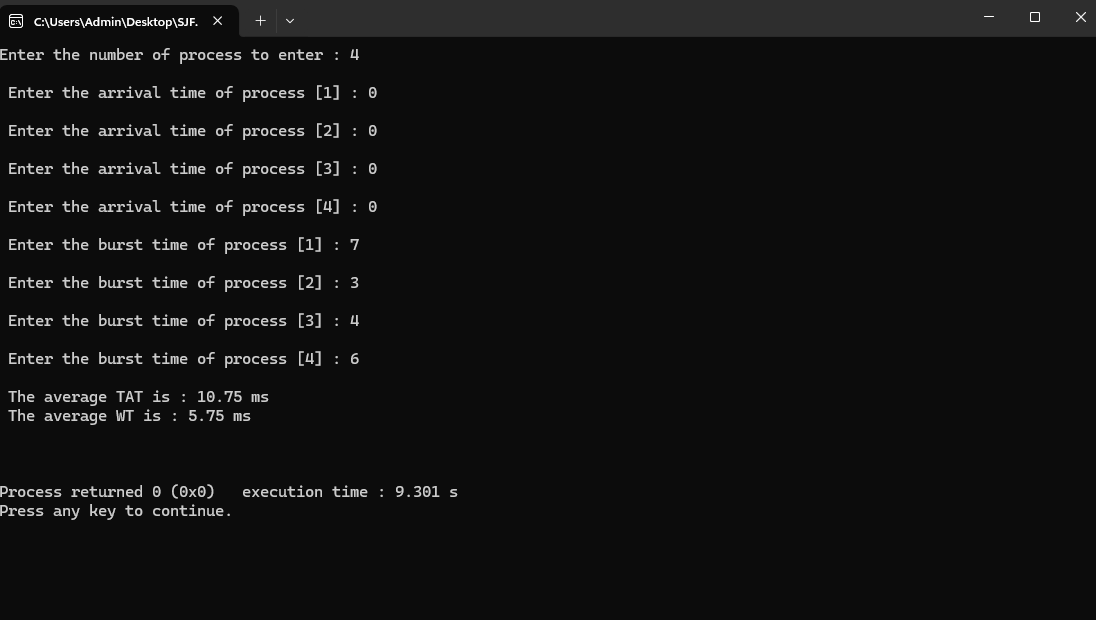 C:\Users\Admin\Desktop\SJF.
Enter the number of process to enter : 4
Enter the arrival time of process [1] : 0
Enter the arrival time of process [2] : 0
Enter the arrival time of process [3] : 0
Enter the arrival time of process [4] : 0
Enter the burst time of process [1] : 7
Enter the burst time of process [2] : 3
Enter the burst time of process [3] : 4
Enter the burst time of process [4] : 6
The average TAT is : 10.75 ms
The average WT is : 5.75 ms
Process returned 0 (0x0)   execution time : 9.301 s
Press any key to continue.